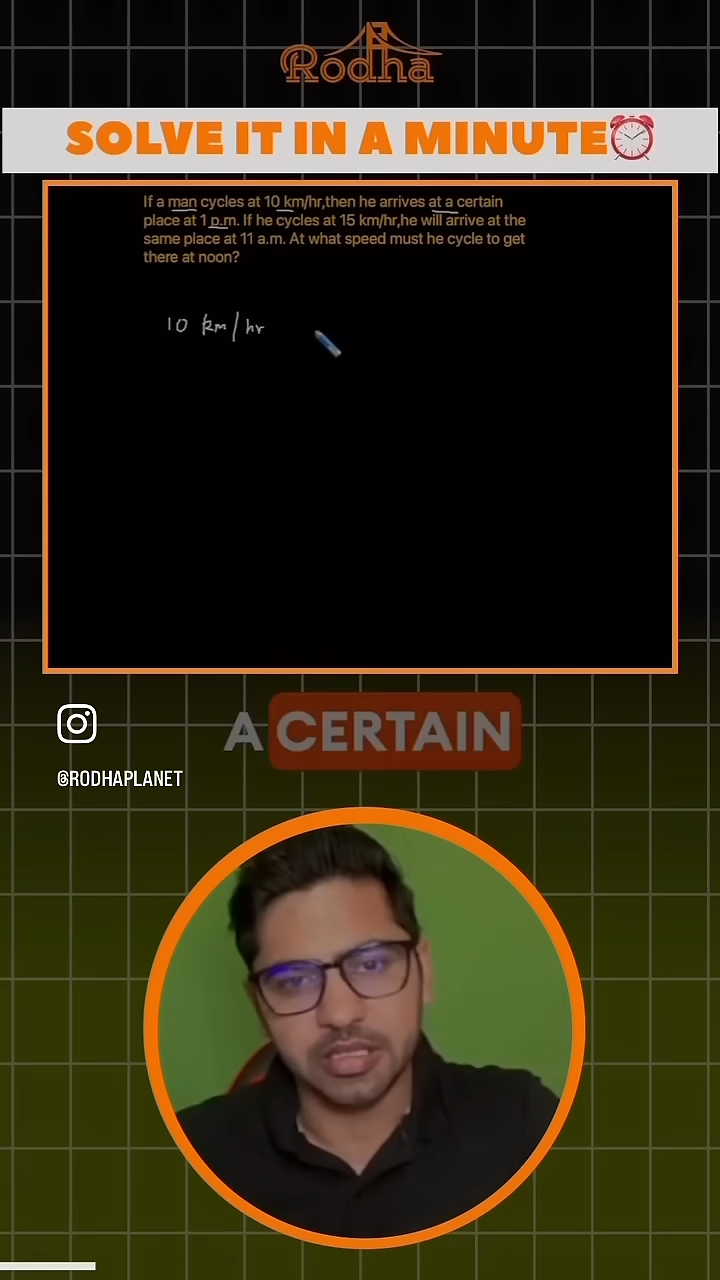 Rodha
SOLVE IT IN A MINUTE
If a man cycles at 10 km/hr,then he arrives at a certain
place at 1 p.m. If he cycles at 15 km/hr,he will arrive at the
same place at 11 a.m. At what speed must he cycle to get
there at noon?
10 km/hr
A CERTAIN
@RODHAPLANET